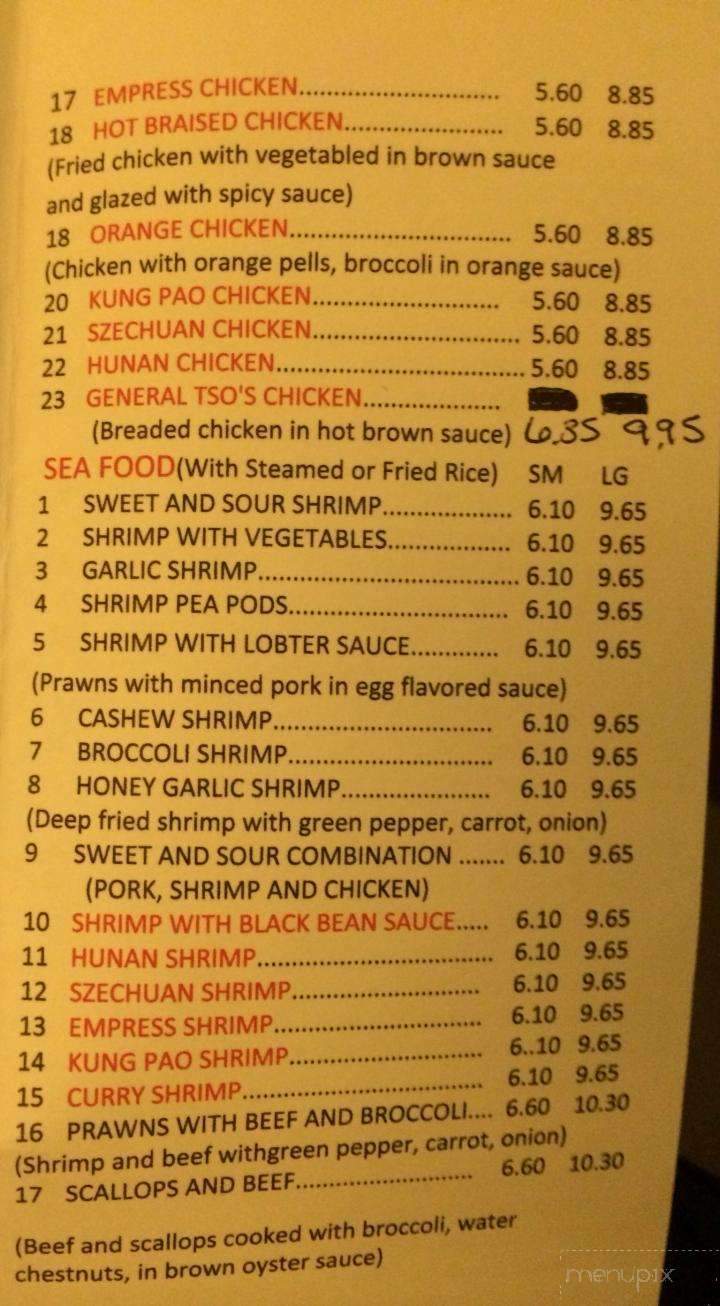 17 EMPRESS CHICKEN................................ 5.60 8.85
18 HOT BRAISED CHICKEN......................... 5.60 8.85
(Fried chicken with vegetabled in brown sauce
and glazed with spicy sauce)
18 ORANGE CHICKEN................................... 5.60 8.85
(Chicken with orange pells, broccoli in orange sauce)
20 KUNG PAO CHICKEN............................. 5.60 8.85
21 SZECHUAN CHICKEN................................ 5.60 8.85
22 HUNAN CHICKEN...................................... 5.60 8.85
23 GENERAL TSO'S CHICKEN.....................
(Breaded chicken in hot brown sauce) 6.35 9.95
SEA FOOD(With Steamed or Fried Rice) SM LG
1 SWEET AND SOUR SHRIMP.................... 6.10 9.65
2 SHRIMP WITH VEGETABLES................... 6.10 9.65
3 GARLIC SHRIMP........................................ 6.10 9.65
4 SHRIMP PEA PODS.................................. 6.10 9.65
5 SHRIMP WITH LOBTER SAUCE............. 6.10 9.65
(Prawns with minced pork in egg flavored sauce)
6 CASHEW SHRIMP.................................. 6.10 9.65
7 BROCCOLI SHRIMP................................ 6.10 9.65
8 HONEY GARLIC SHRIMP....................... 6.10 9.65
(Deep fried shrimp with green pepper, carrot, onion)
9 SWEET AND SOUR COMBINATION ....... 6.10 9.65
(PORK, SHRIMP AND CHICKEN)
10 SHRIMP WITH BLACK BEAN SAUCE..... 6.10 9.65
11 HUNAN SHRIMP.................................... 6.10 9.65
12 SZECHUAN SHRIMP............................. 6.10 9.65
13 EMPRESS SHRIMP................................ 6.10 9.65
14 KUNG PAO SHRIMP.............................. 6..10 9.65
15 CURRY SHRIMP..................................... 6.10 9.65
16 PRAWNS WITH BEEF AND BROCCOLI.... 6.60 10.30
(Shrimp and beef withgreen pepper, carrot, onion)
17 SCALLOPS AND BEEF........................... 6.60 10.30
(Beef and scallops cooked with broccoli, water
chestnuts, in brown oyster sauce)
menupix